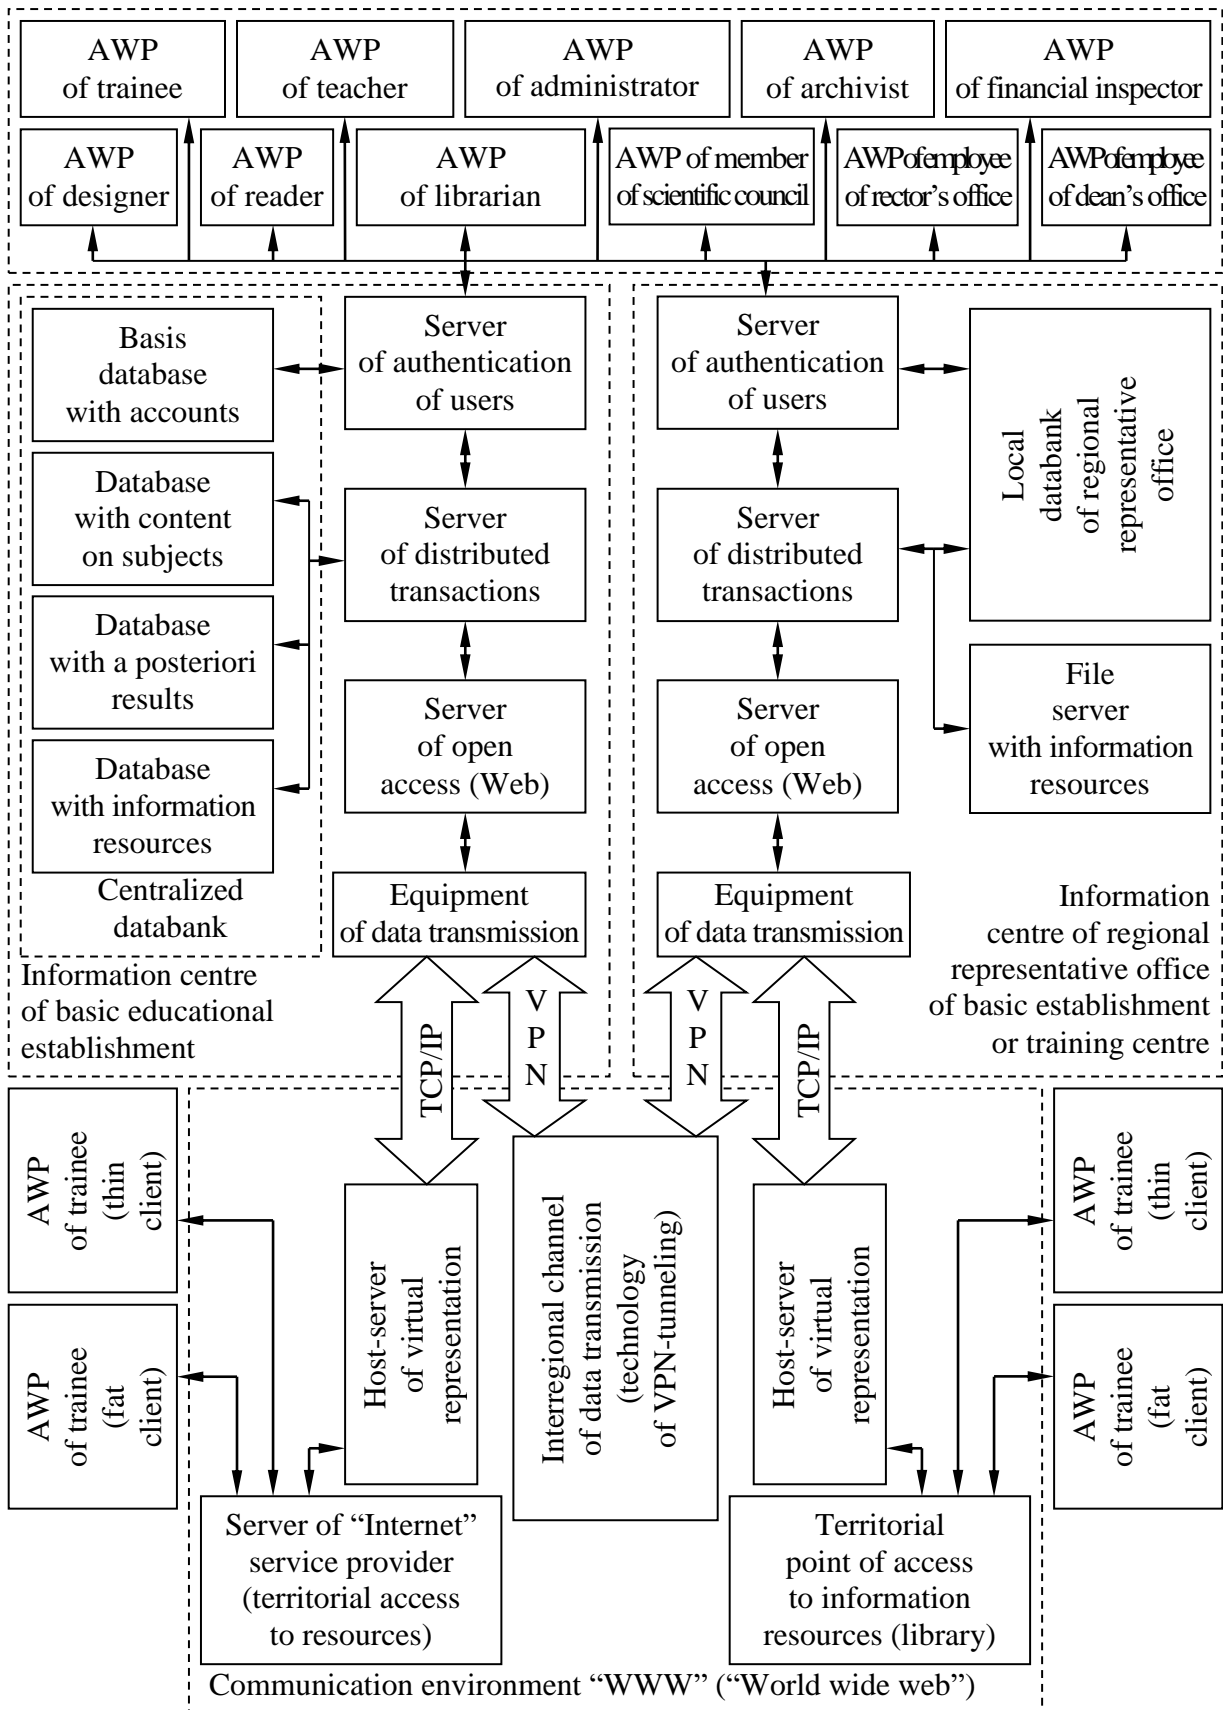 AWP
of trainee
AWP
of teacher
AWP
of administrator
AWP
of archivist
AWP
of financial inspector
AWP
of designer
AWP
of reader
AWP
of librarian
AWP of member
of scientific council
AWP of employee
of rector's office
AWP of employee
of dean's office
Basis
database
with accounts
Database
with content
on subjects
Database
with a posteriori
results
Database
with information
resources
Centralized
databank
Information centre
of basic educational
establishment
Server
of authentication
of users
Server
of distributed
transactions
Server
of open
access (Web)
Equipment
of data transmission
Server
of authentication
of users
Server
of distributed
transactions
Server
of open
access (Web)
Equipment
of data transmission
Local
databank
of regional
representative
office
File
server
with information
resources
Information
centre of regional
representative office
of basic establishment
or training centre
TCP/IP
V
P
N
V
P
N
TCP/IP
AWP
of trainee
(thin
client)
AWP
of trainee
(fat
client)
Host-server
of virtual
representation
Interregional channel
of data transmission
(technology
of VPN-tunneling)
Host-server
of virtual
representation
AWP
of trainee
(thin
client)
AWP
of trainee
(fat
client)
Server of “Internet”
service provider
(territorial access
to resources)
Territorial
point of access
to information
resources (library)
Communication environment “WWW” (“World wide web”)